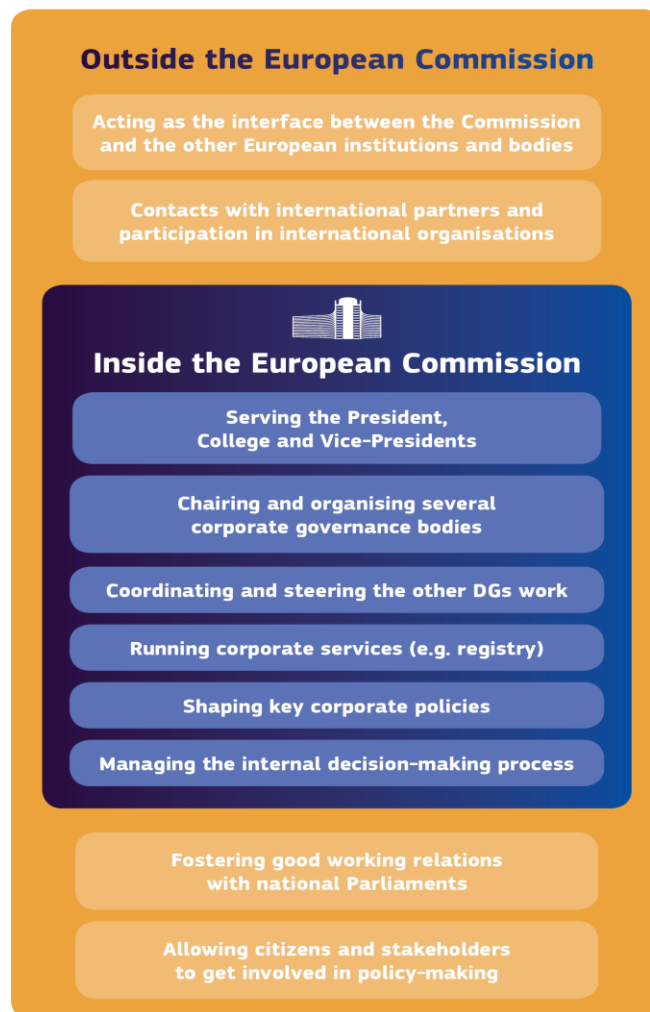 Outside the European Commission
Acting as the interface between the Commission
and the other European institutions and bodies
Contacts with international partners and
participation in international organisations
Inside the European Commission
Serving the President,
College and Vice-Presidents
Chairing and organising several
corporate governance bodies
Coordinating and steering the other DGs work
Running corporate services (e.g. registry)
Shaping key corporate policies
Managing the internal decision-making process
Fostering good working relations
with national Parliaments
Allowing citizens and stakeholders
to get involved in policy-making